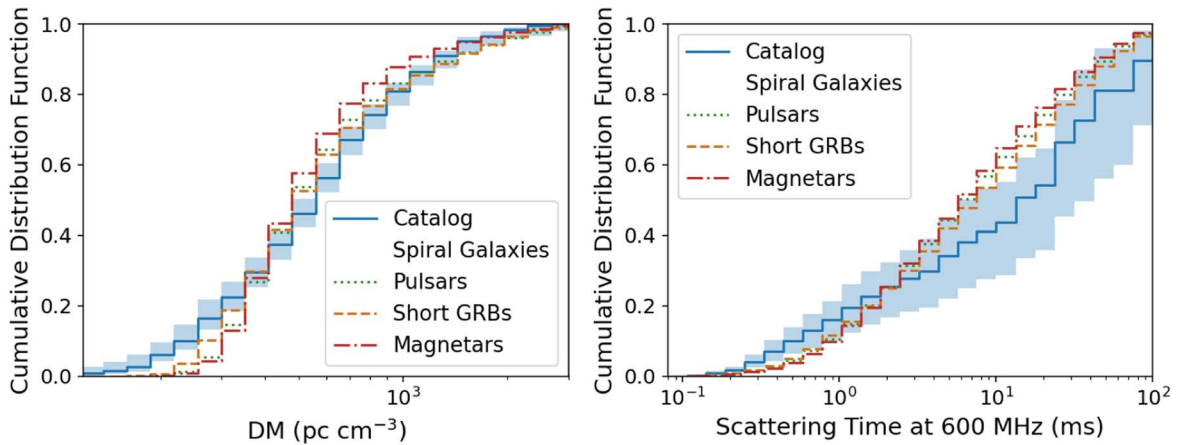 Cumulative Distribution Function
1.0
0.8
0.6
0.4
0.2
0.0
Catalog
Spiral Galaxies
Pulsars
Short GRBs
Magnetars
10³
DM (pc cm⁻³)
Cumulative Distribution Function
1.0
0.8
0.6
0.4
0.2
0.0
Catalog
Spiral Galaxies
Pulsars
Short GRBs
Magnetars
10⁻¹ 10⁰ 10¹ 10²
Scattering Time at 600 MHz (ms)